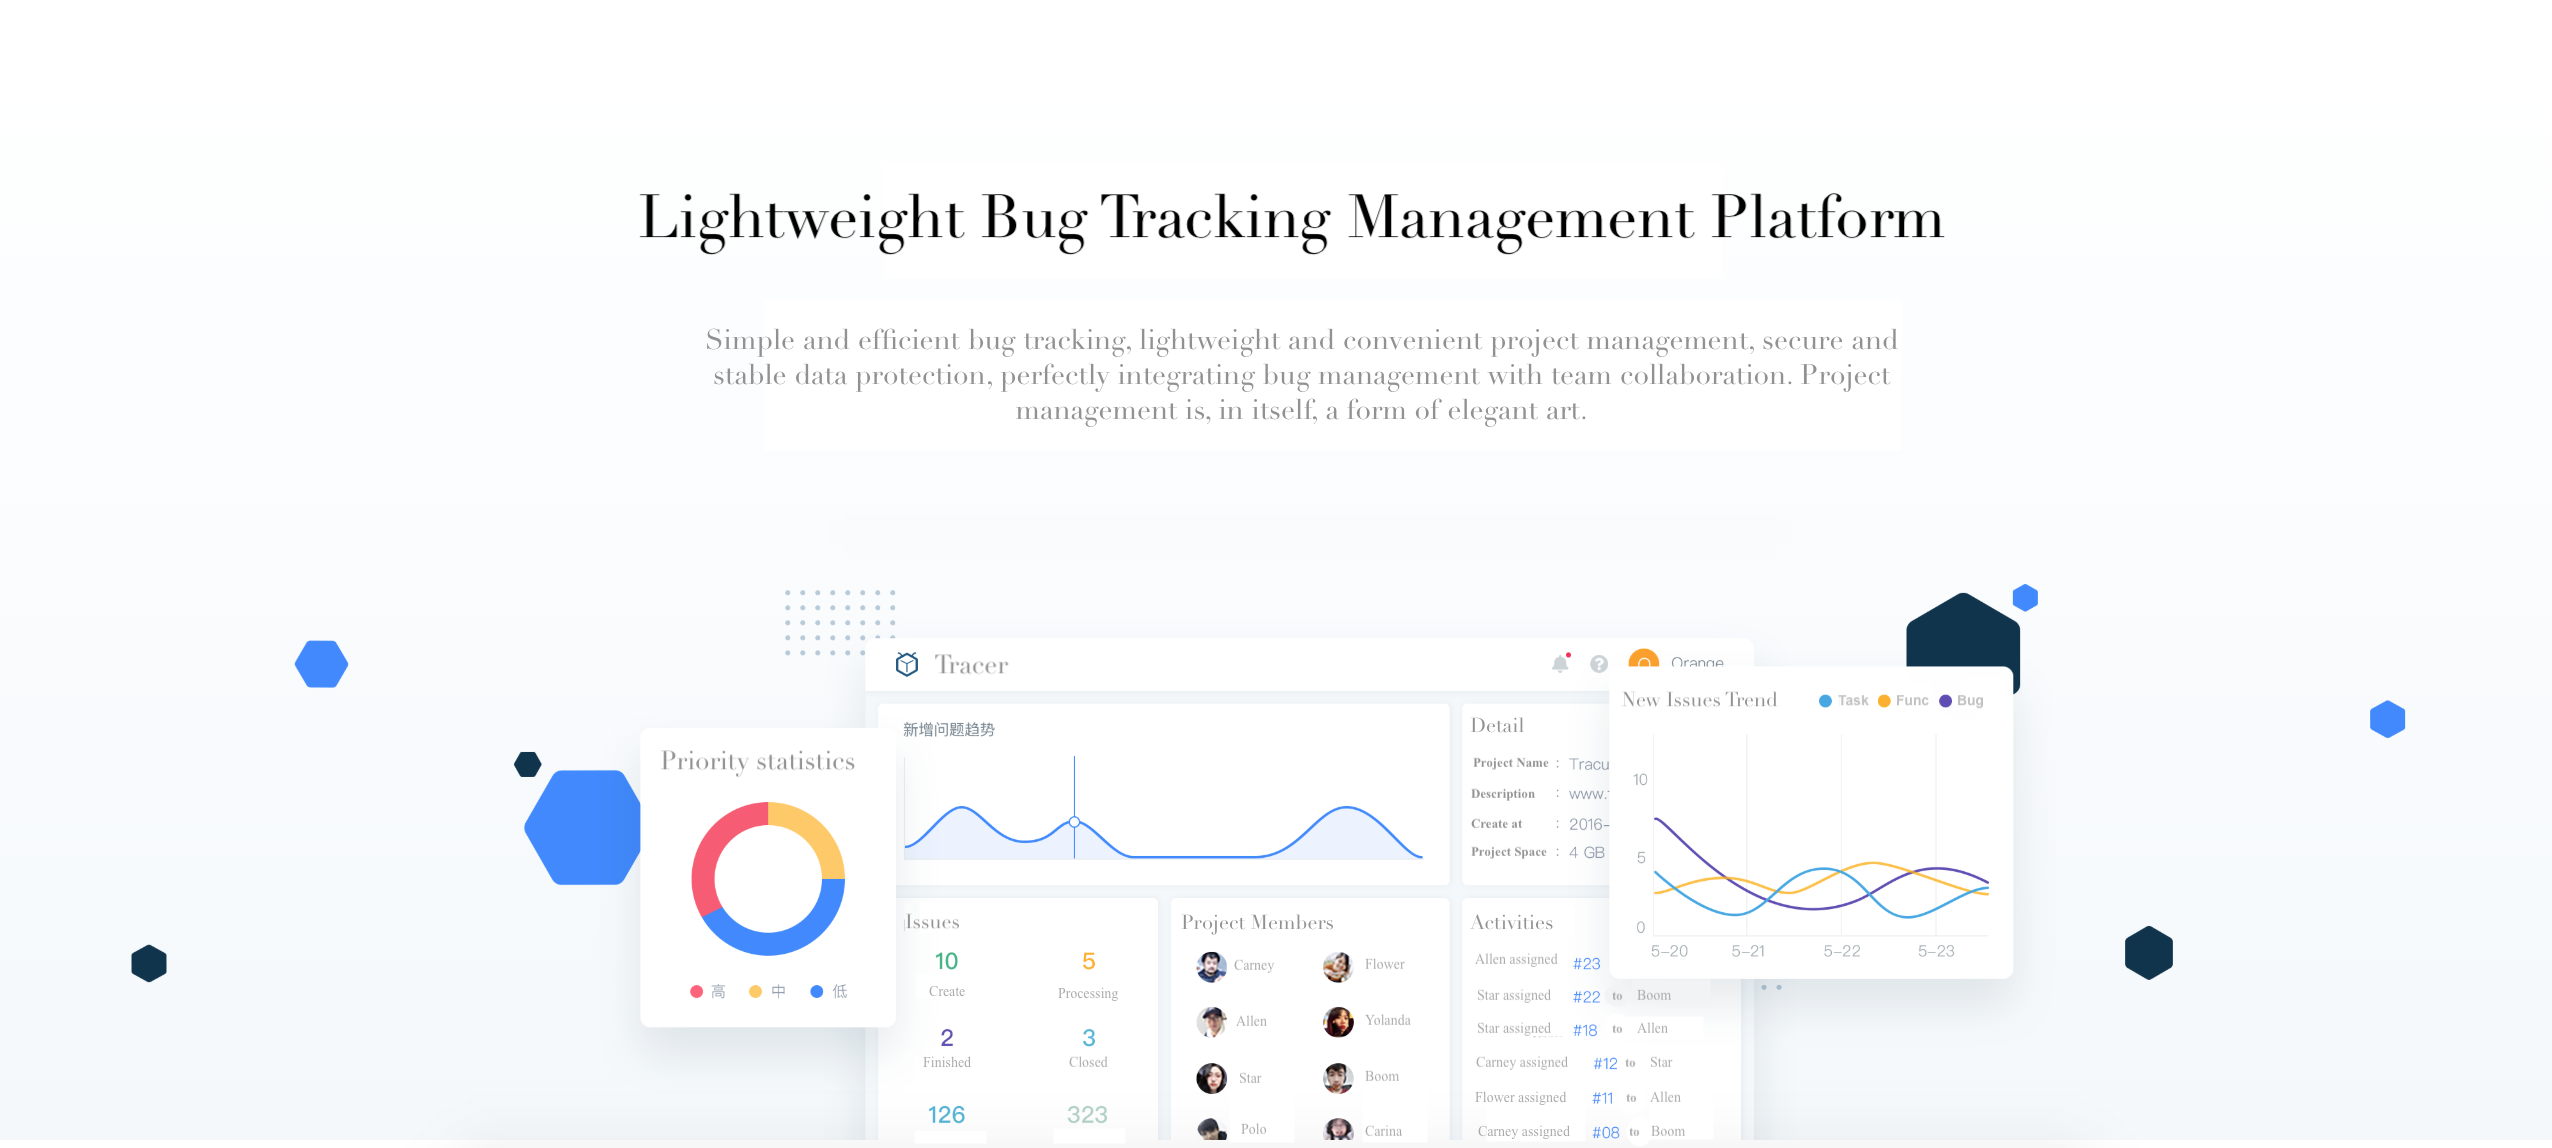 Lightweight Bug Tracking Management Platform
Simple and efficient bug tracking, lightweight and convenient project management, secure and
stable data protection, perfectly integrating bug management with team collaboration. Project
management is, in itself, a form of elegant art.
Tracer
Orange
新增问题趋势
Priority statistics
高 中 低
Detail
Project Name : Tracu
Description : www.
Create at : 2016-
Project Space : 4 GB
New Issues Trend
Task Func Bug
10
5
0
5-20 5-21 5-22 5-23
Issues
10 5
Create Processing
2 3
Finished Closed
126 323
Project Members
Carney Flower
Allen Yolanda
Star Boom
Polo Carina
Activities
Allen assigned #23
Star assigned #22 to Boom
Star assigned #18 to Allen
Carney assigned #12 to Star
Flower assigned #11 to Allen
Carney assigned #08 to Boom